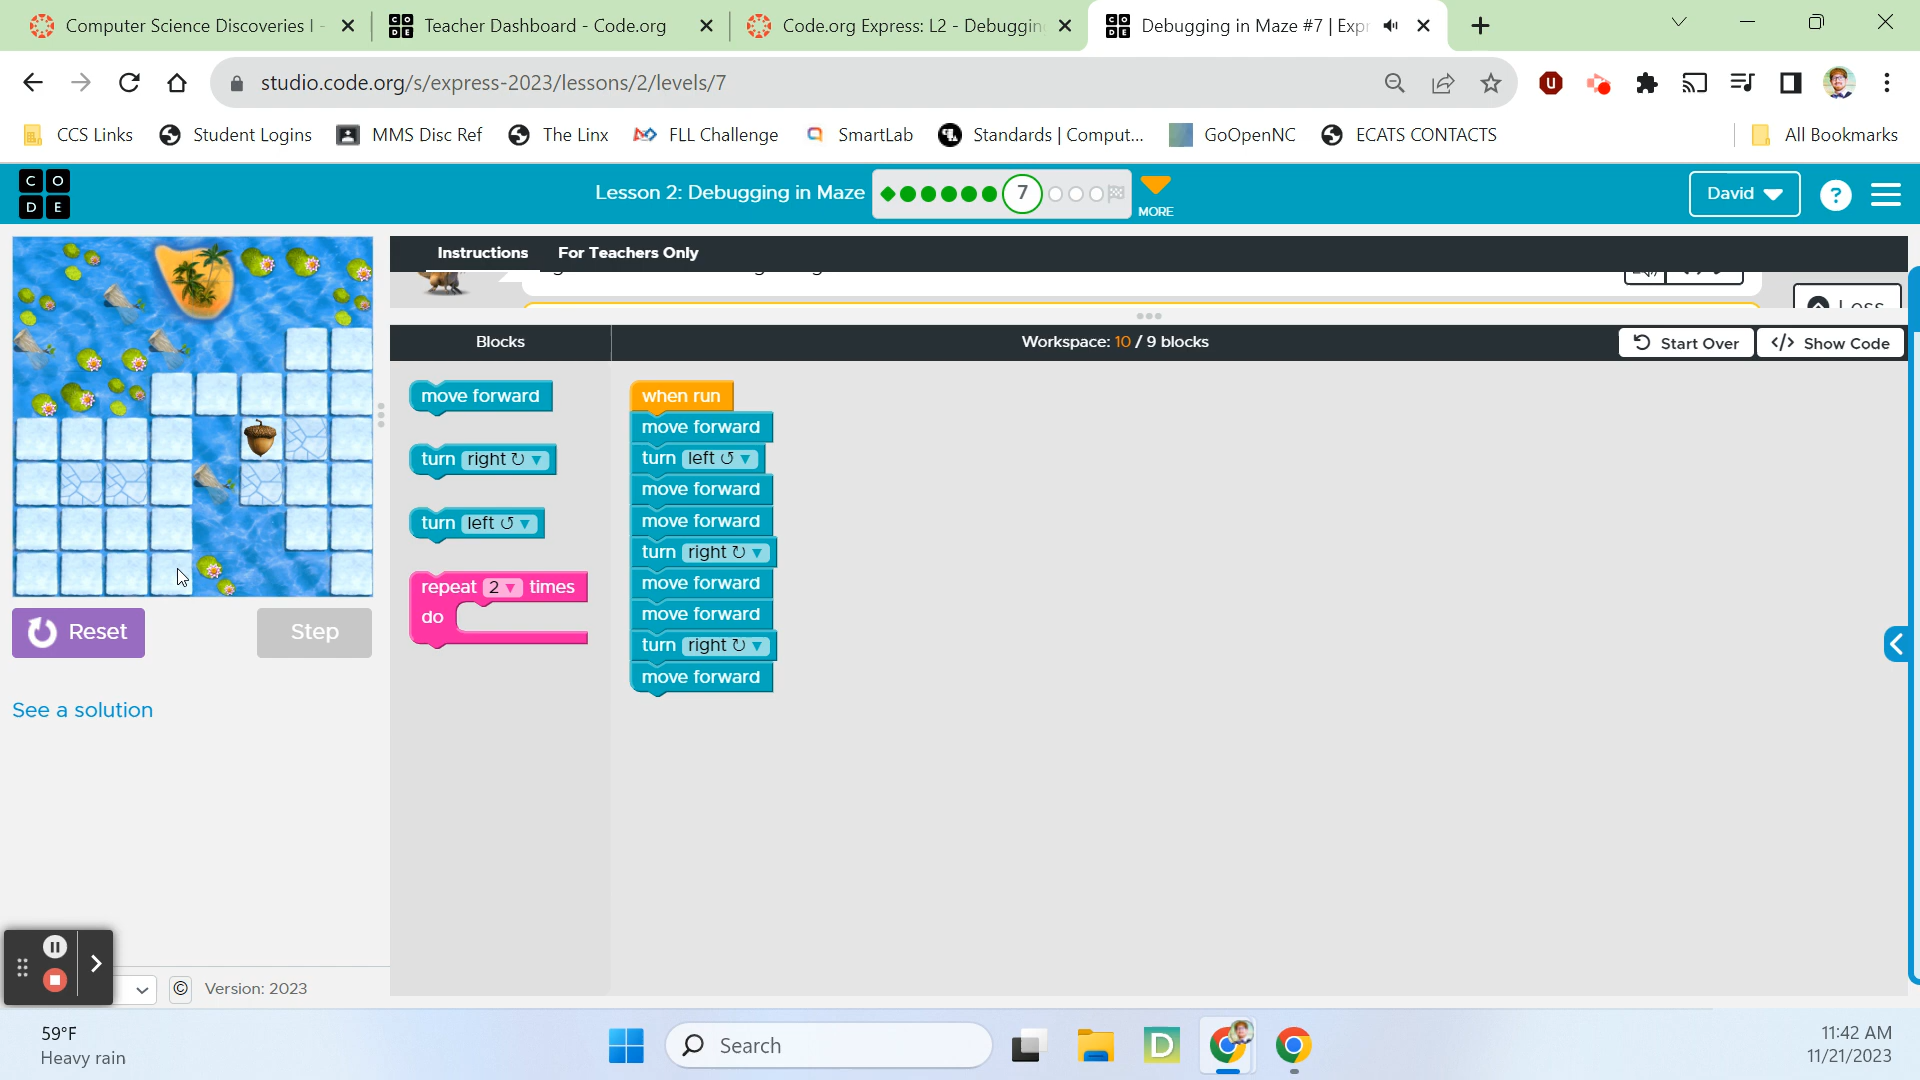 Computer Science Discoveries I -
Teacher Dashboard - Code.org
Code.org Express: L2 - Debugging
Debugging in Maze #7 | Expr
studio.code.org/s/express-2023/lessons/2/levels/7
CCS Links
Student Logins
MMS Disc Ref
The Linx
FLL Challenge
SmartLab
Standards | Comput...
GoOpenNC
ECATS CONTACTS
All Bookmarks
C O
D E
Lesson 2: Debugging in Maze
7
MORE
David
?
Instructions
For Teachers Only
Less
Blocks
Workspace: 10 / 9 blocks
Start Over
</> Show Code
move forward
turn right ↻ ▼
turn left ↺ ▼
repeat 2 ▼ times
do
when run
move forward
turn left ↺ ▼
move forward
move forward
turn right ↻ ▼
move forward
move forward
turn right ↻ ▼
move forward
Reset
Step
See a solution
© Version: 2023
59°F
Heavy rain
Search
D
11:42 AM
11/21/2023